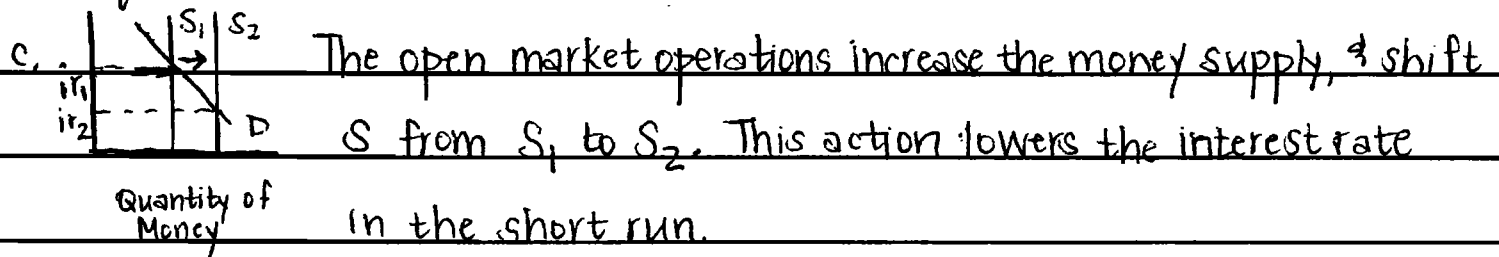 S₁ S₂
C. The open market operations increase the money supply, & shift
ir₁
ir₂ D S from S₁ to S₂. This action lowers the interest rate
Quantity of
Money in the short run.